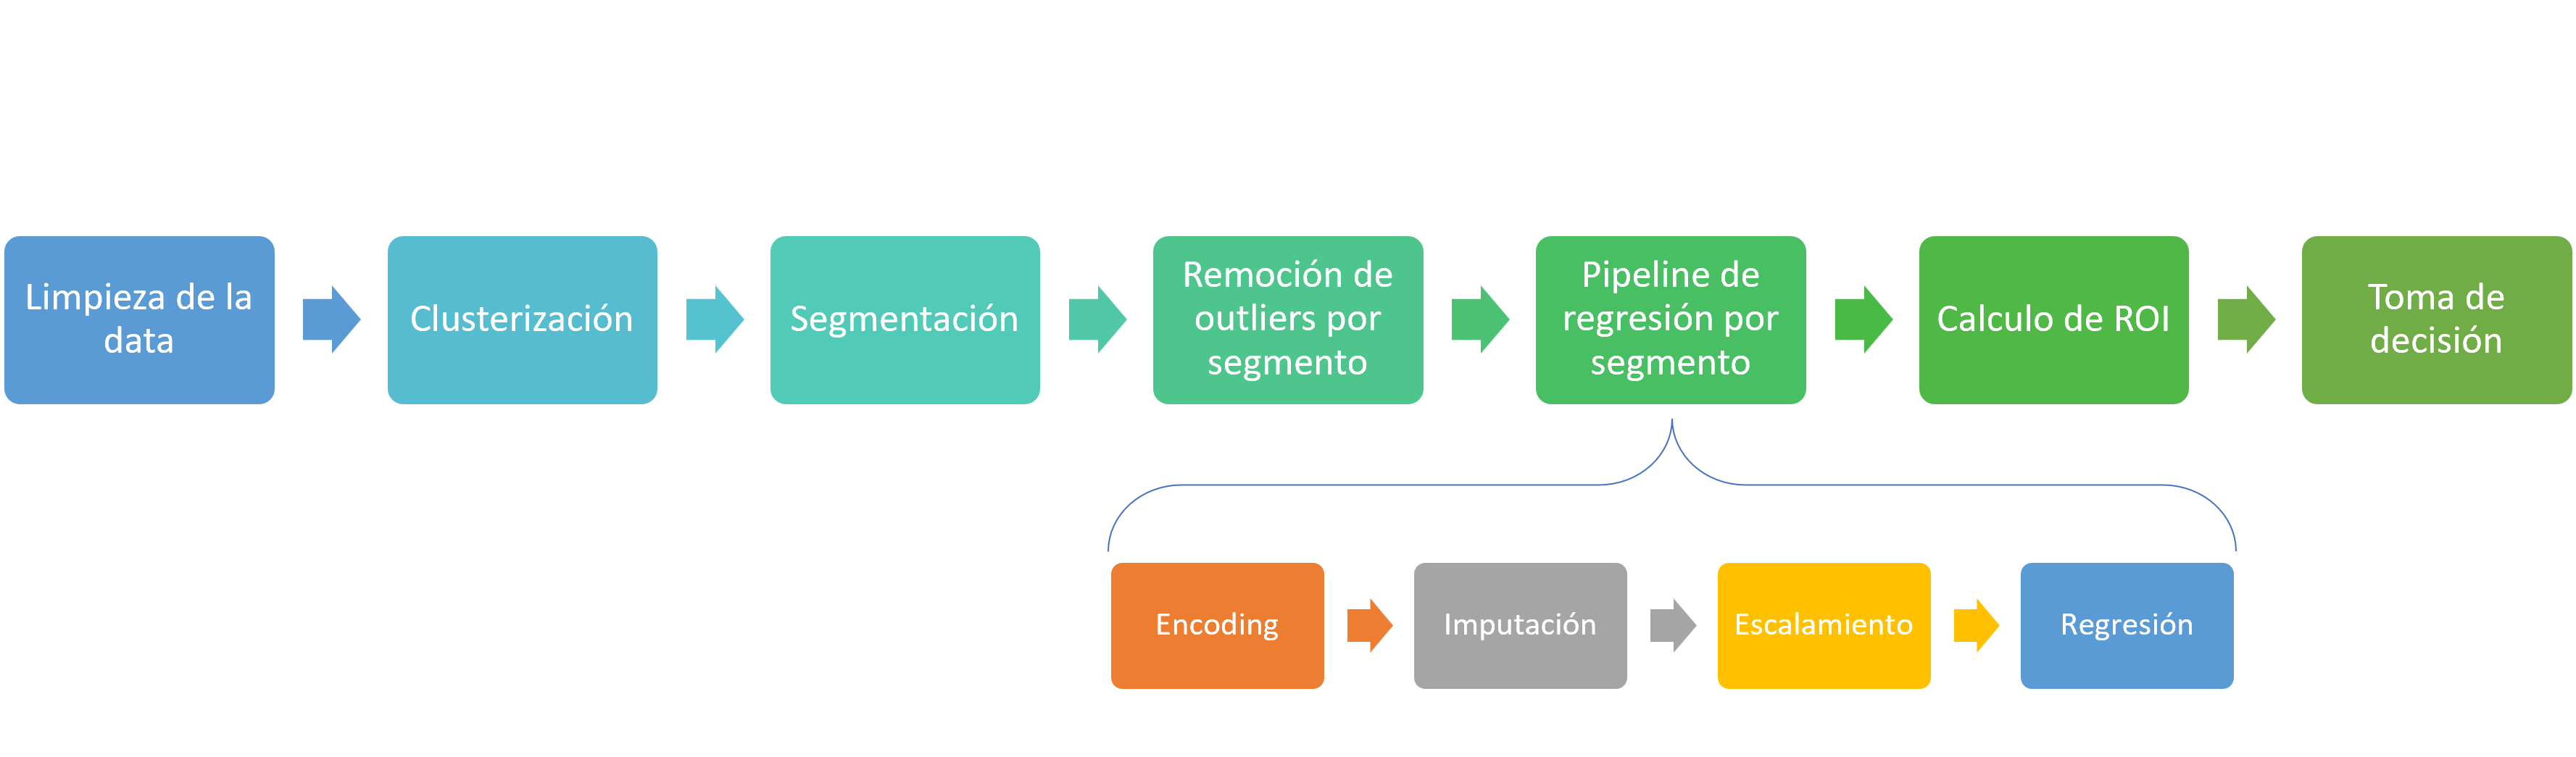 Limpieza de la
data
Clusterización
Segmentación
Remoción de
outliers por
segmento
Pipeline de
regresión por
segmento
Calculo de ROI
Toma de
decisión
Encoding
Imputación
Escalamiento
Regresión